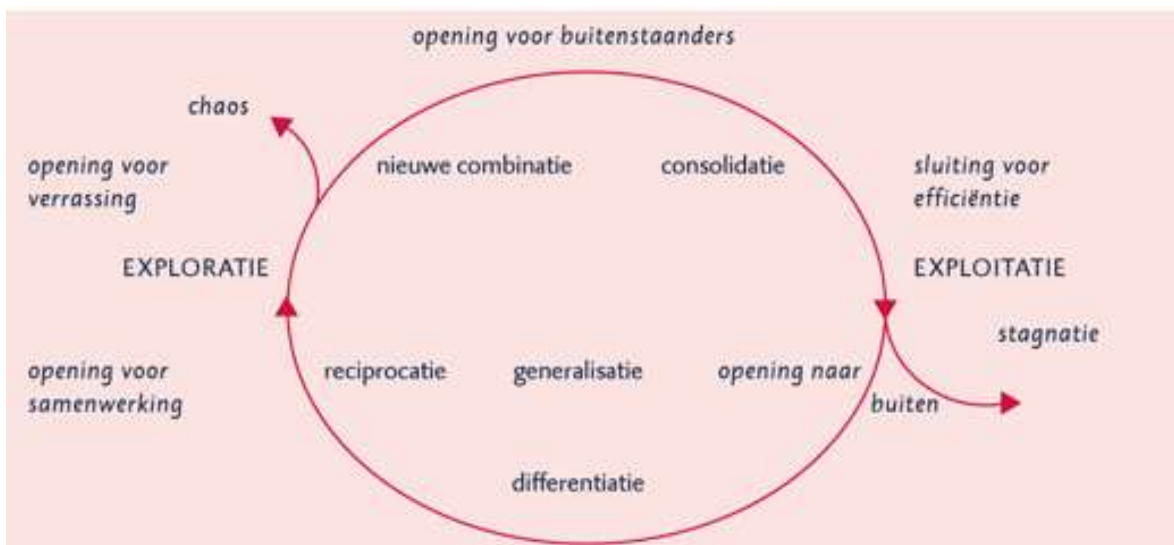 opening voor buitenstaanders
chaos
opening voor
verrassing
nieuwe combinatie
consolidatie
sluiting voor
efficiëntie
EXPLORATIE
EXPLOITATIE
stagnatie
opening voor
samenwerking
reciprocatie
generalisatie
opening naar
buiten
differentiatie